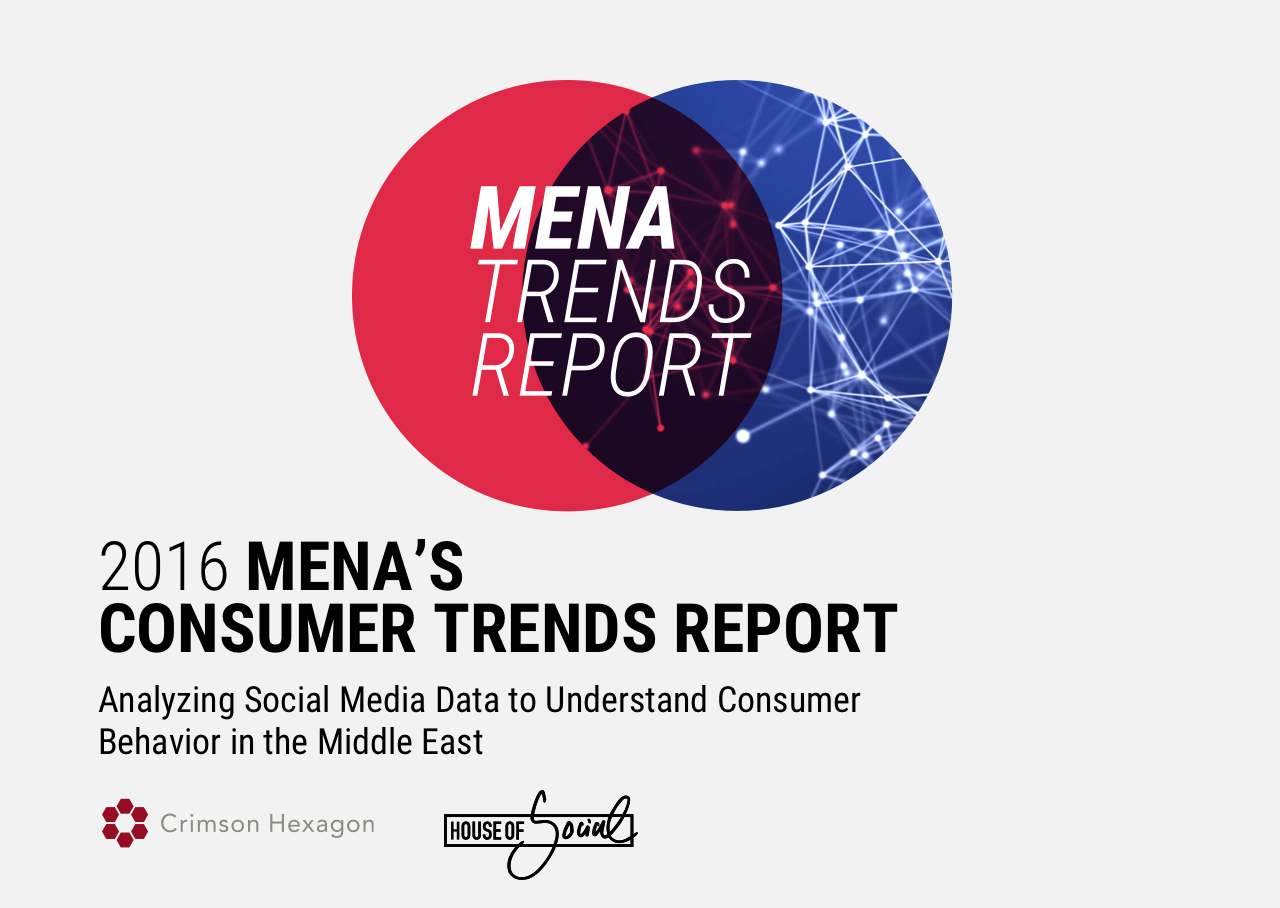 MENA
TRENDS
REPORT
2016 MENA’S
CONSUMER TRENDS REPORT
Analyzing Social Media Data to Understand Consumer
Behavior in the Middle East
Crimson Hexagon
HOUSE OF Social